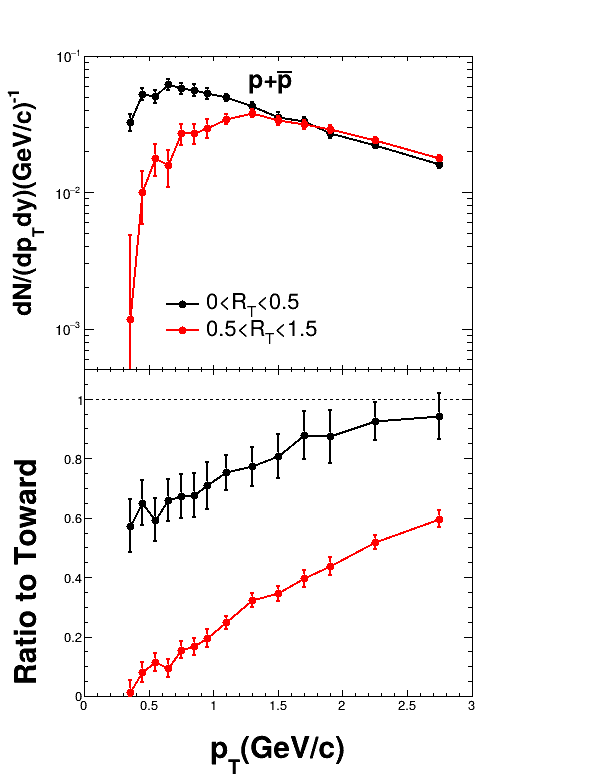 10⁻¹
p+p̅
dN/(dp_T dy)(GeV/c)⁻¹
10⁻²
0<R_T<0.5
0.5<R_T<1.5
10⁻³
1
0.8
0.6
0.4
0.2
0
Ratio to Toward
0 0.5 1 1.5 2 2.5 3
p_T(GeV/c)